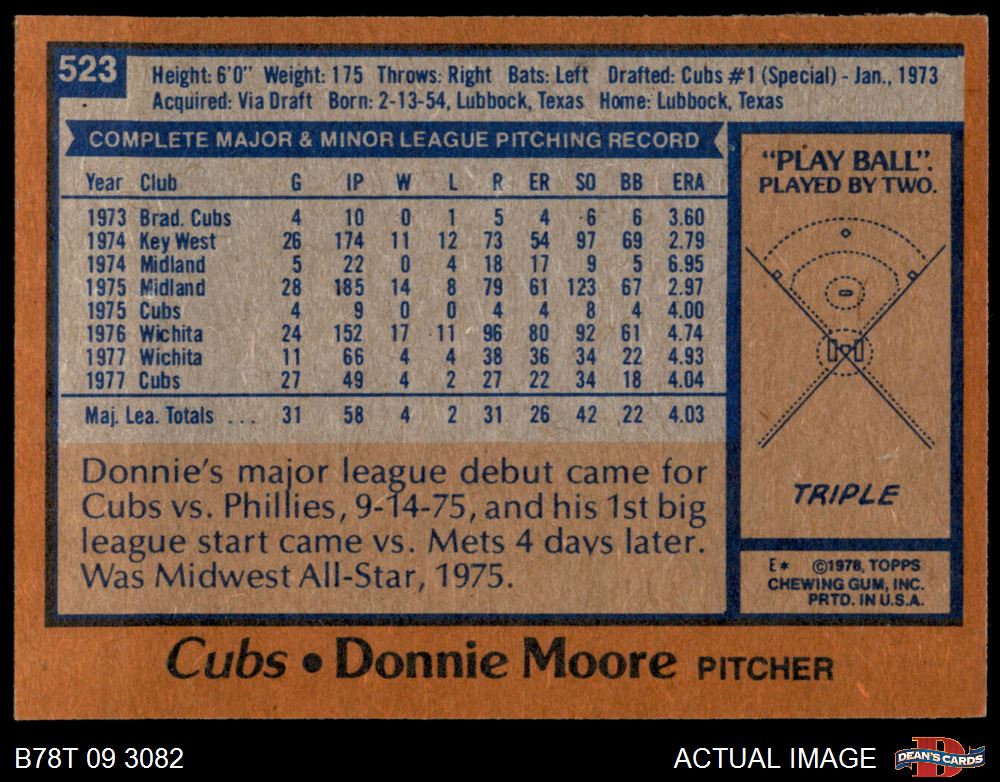 523
Height: 6'0" Weight: 175 Throws: Right Bats: Left Drafted: Cubs #1 (Special) - Jan., 1973
Acquired: Via Draft Born: 2-13-54, Lubbock, Texas Home: Lubbock, Texas
COMPLETE MAJOR & MINOR LEAGUE PITCHING RECORD
Year Club G IP W L R ER SO BB ERA
1973 Brad. Cubs 4 10 0 1 5 4 6 6 3.60
1974 Key West 26 174 11 12 73 54 97 69 2.79
1974 Midland 5 22 0 4 18 17 9 5 6.95
1975 Midland 28 185 14 8 79 61 123 67 2.97
1975 Cubs 4 9 0 0 4 4 8 4 4.00
1976 Wichita 24 152 17 11 96 80 92 61 4.74
1977 Wichita 11 66 4 4 38 36 34 22 4.93
1977 Cubs 27 49 4 2 27 22 34 18 4.04
Maj. Lea. Totals ... 31 58 4 2 31 26 42 22 4.03
Donnie's major league debut came for
Cubs vs. Phillies, 9-14-75, and his 1st big
league start came vs. Mets 4 days later.
Was Midwest All-Star, 1975.
"PLAY BALL".
PLAYED BY TWO.
TRIPLE
E* ©1978, TOPPS
CHEWING GUM, INC.
PRTD. IN U.S.A.
Cubs • Donnie Moore PITCHER
B78T 09 3082
ACTUAL IMAGE
D
DEAN'S CARDS